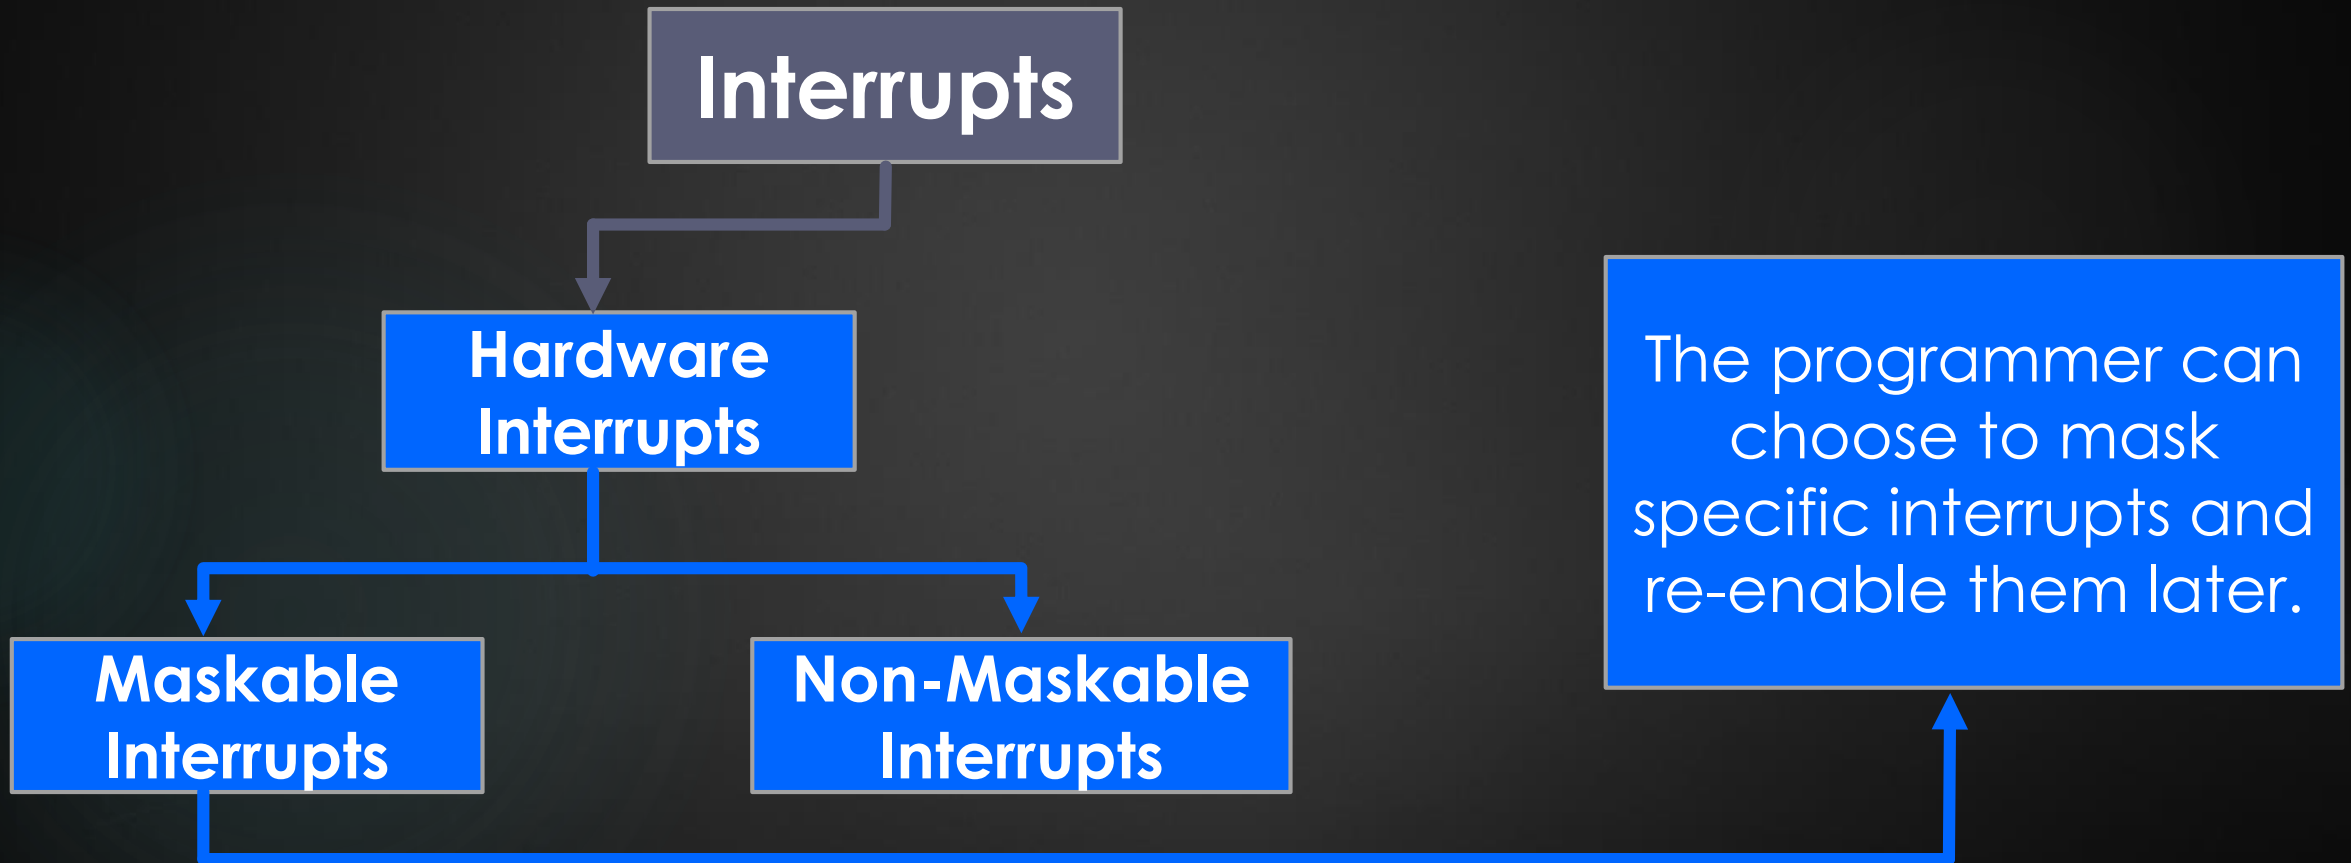 Interrupts
Hardware
Interrupts
The programmer can
choose to mask
specific interrupts and
re-enable them later.
Maskable
Interrupts
Non-Maskable
Interrupts